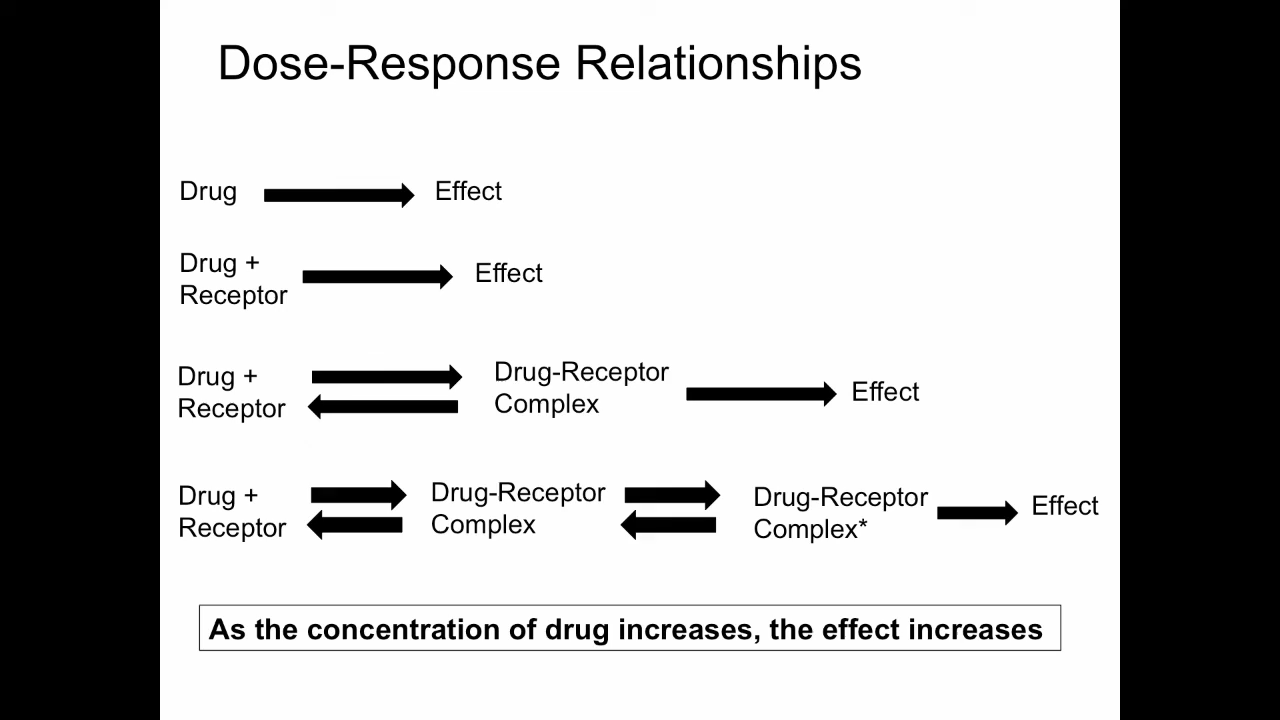 Dose-Response Relationships
Drug
Effect
Drug +
Receptor
Effect
Drug +
Receptor
Drug-Receptor
Complex
Effect
Drug +
Receptor
Drug-Receptor
Complex
Drug-Receptor
Complex*
Effect
As the concentration of drug increases, the effect increases